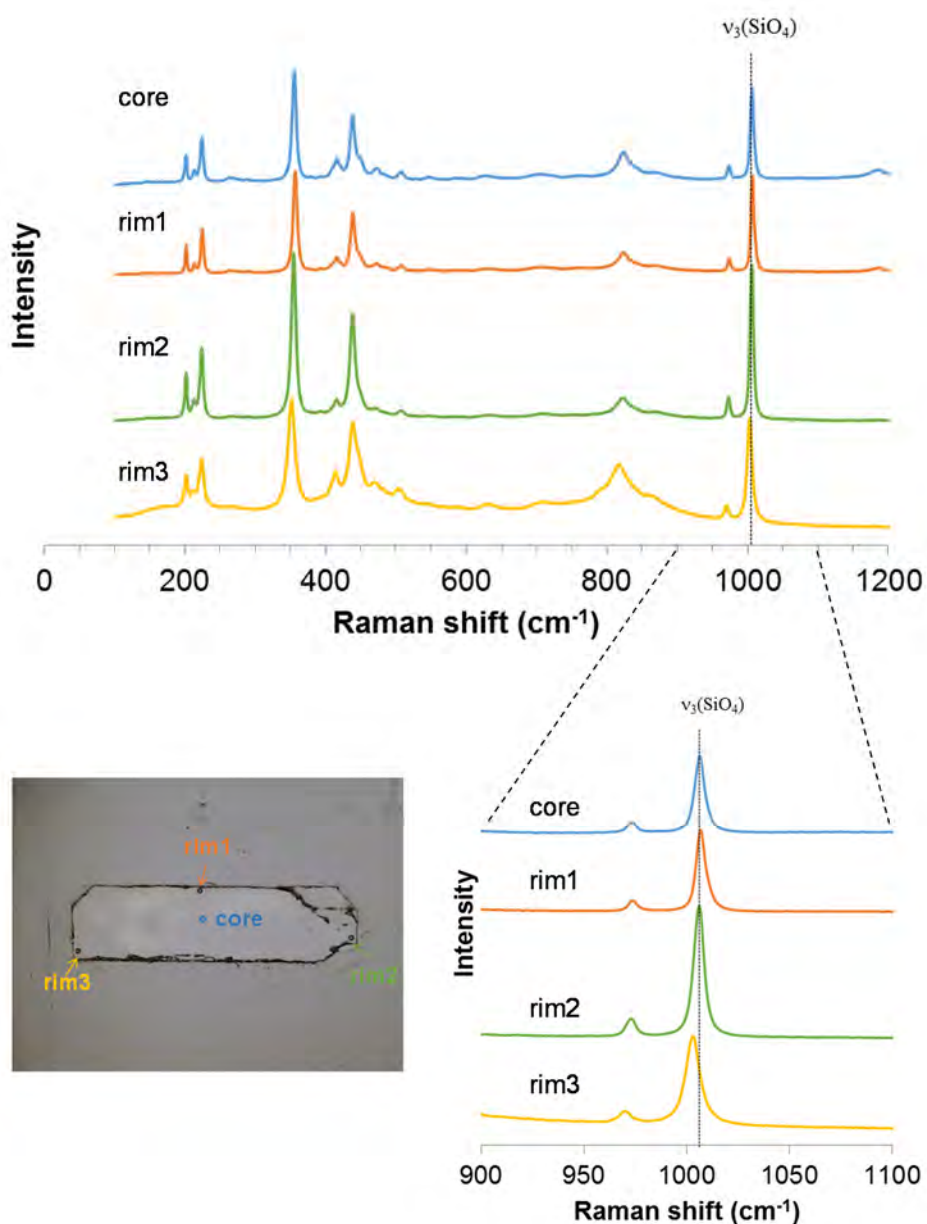 ν₃(SiO₄)
core
rim1
rim2
rim3
Intensity
0 200 400 600 800 1000 1200
Raman shift (cm⁻¹)
ν₃(SiO₄)
core
rim1
rim2
rim3
Intensity
900 950 1000 1050 1100
Raman shift (cm⁻¹)
rim1
core
rim3
rim2